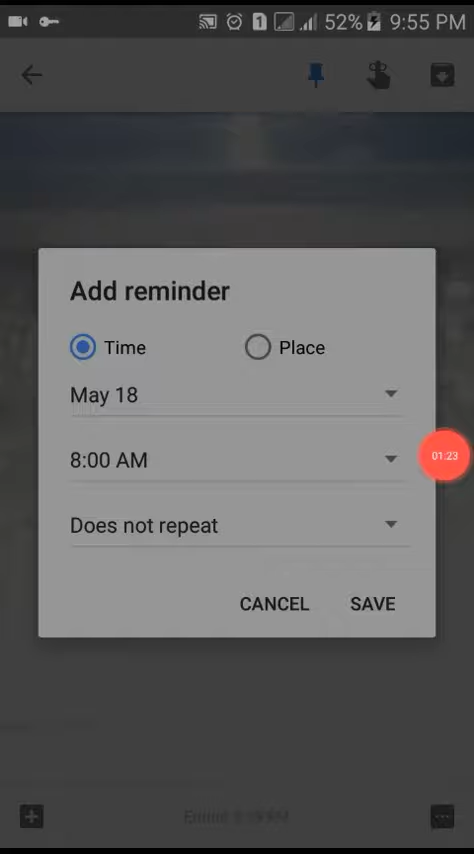 1 52% 9:55 PM
Add reminder
Time Place
May 18
8:00 AM
01:23
Does not repeat
CANCEL SAVE